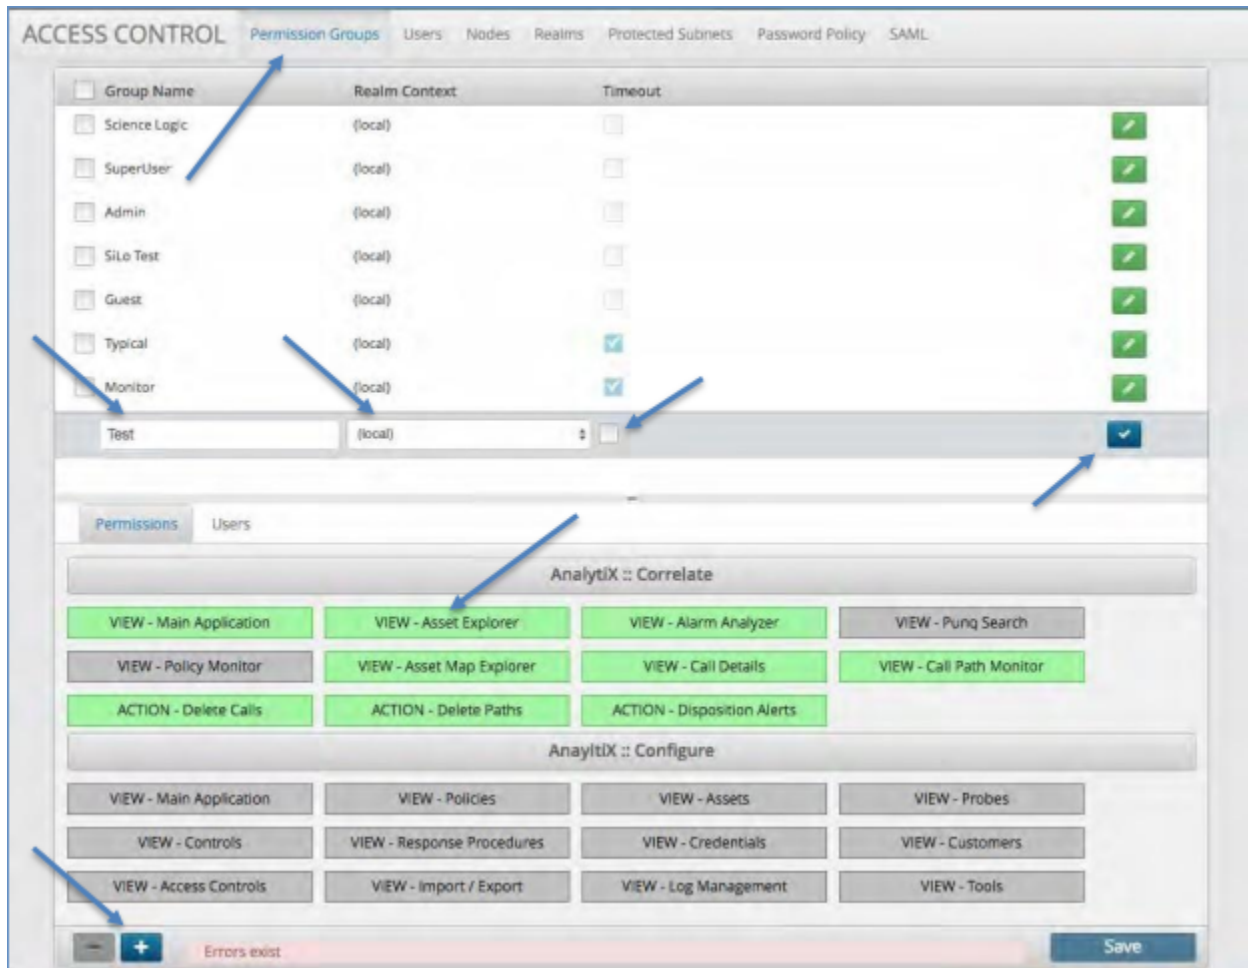 ACCESS CONTROL Permission Groups Users Nodes Realms Protected Subnets Password Policy SAML
Group Name Realm Context Timeout
Science Logic (local)
SuperUser (local)
Admin (local)
SiLo Test (local)
Guest (local)
Typical (local)
Monitor (local)
Test (local)
Permissions Users
AnalytiX :: Correlate
VIEW - Main Application VIEW - Asset Explorer VIEW - Alarm Analyzer VIEW - Punq Search
VIEW - Policy Monitor VIEW - Asset Map Explorer VIEW - Call Details VIEW - Call Path Monitor
ACTION - Delete Calls ACTION - Delete Paths ACTION - Disposition Alerts
AnayltiX :: Configure
VIEW - Main Application VIEW - Policies VIEW - Assets VIEW - Probes
VIEW - Controls VIEW - Response Procedures VIEW - Credentials VIEW - Customers
VIEW - Access Controls VIEW - Import / Export VIEW - Log Management VIEW - Tools
Errors exist Save